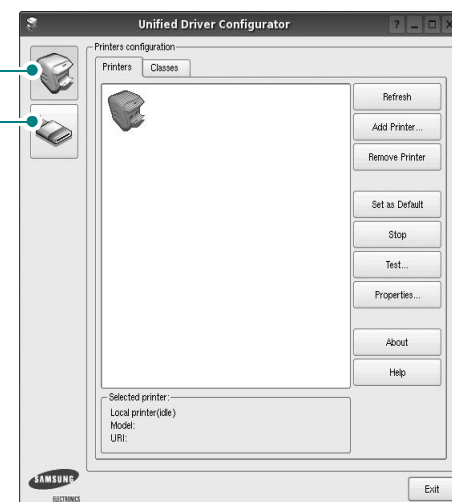 Unified Driver Configurator
Printers configuration
Printers Classes
Refresh
Add Printer...
Remove Printer
Set as Default
Stop
Test...
Properties...
About
Help
Selected printer:
Local printer(idle)
Model:
URI:
SAMSUNG
ELECTRONICS
Exit